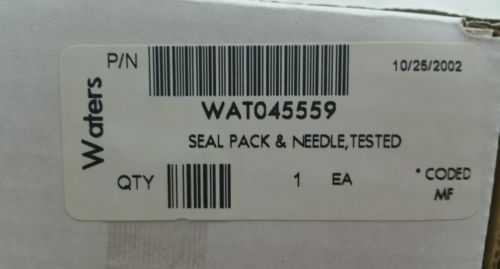 Waters
P/N 10/25/2002
WAT045559
SEAL PACK & NEEDLE,TESTED
QTY 1 EA * CODED
MF